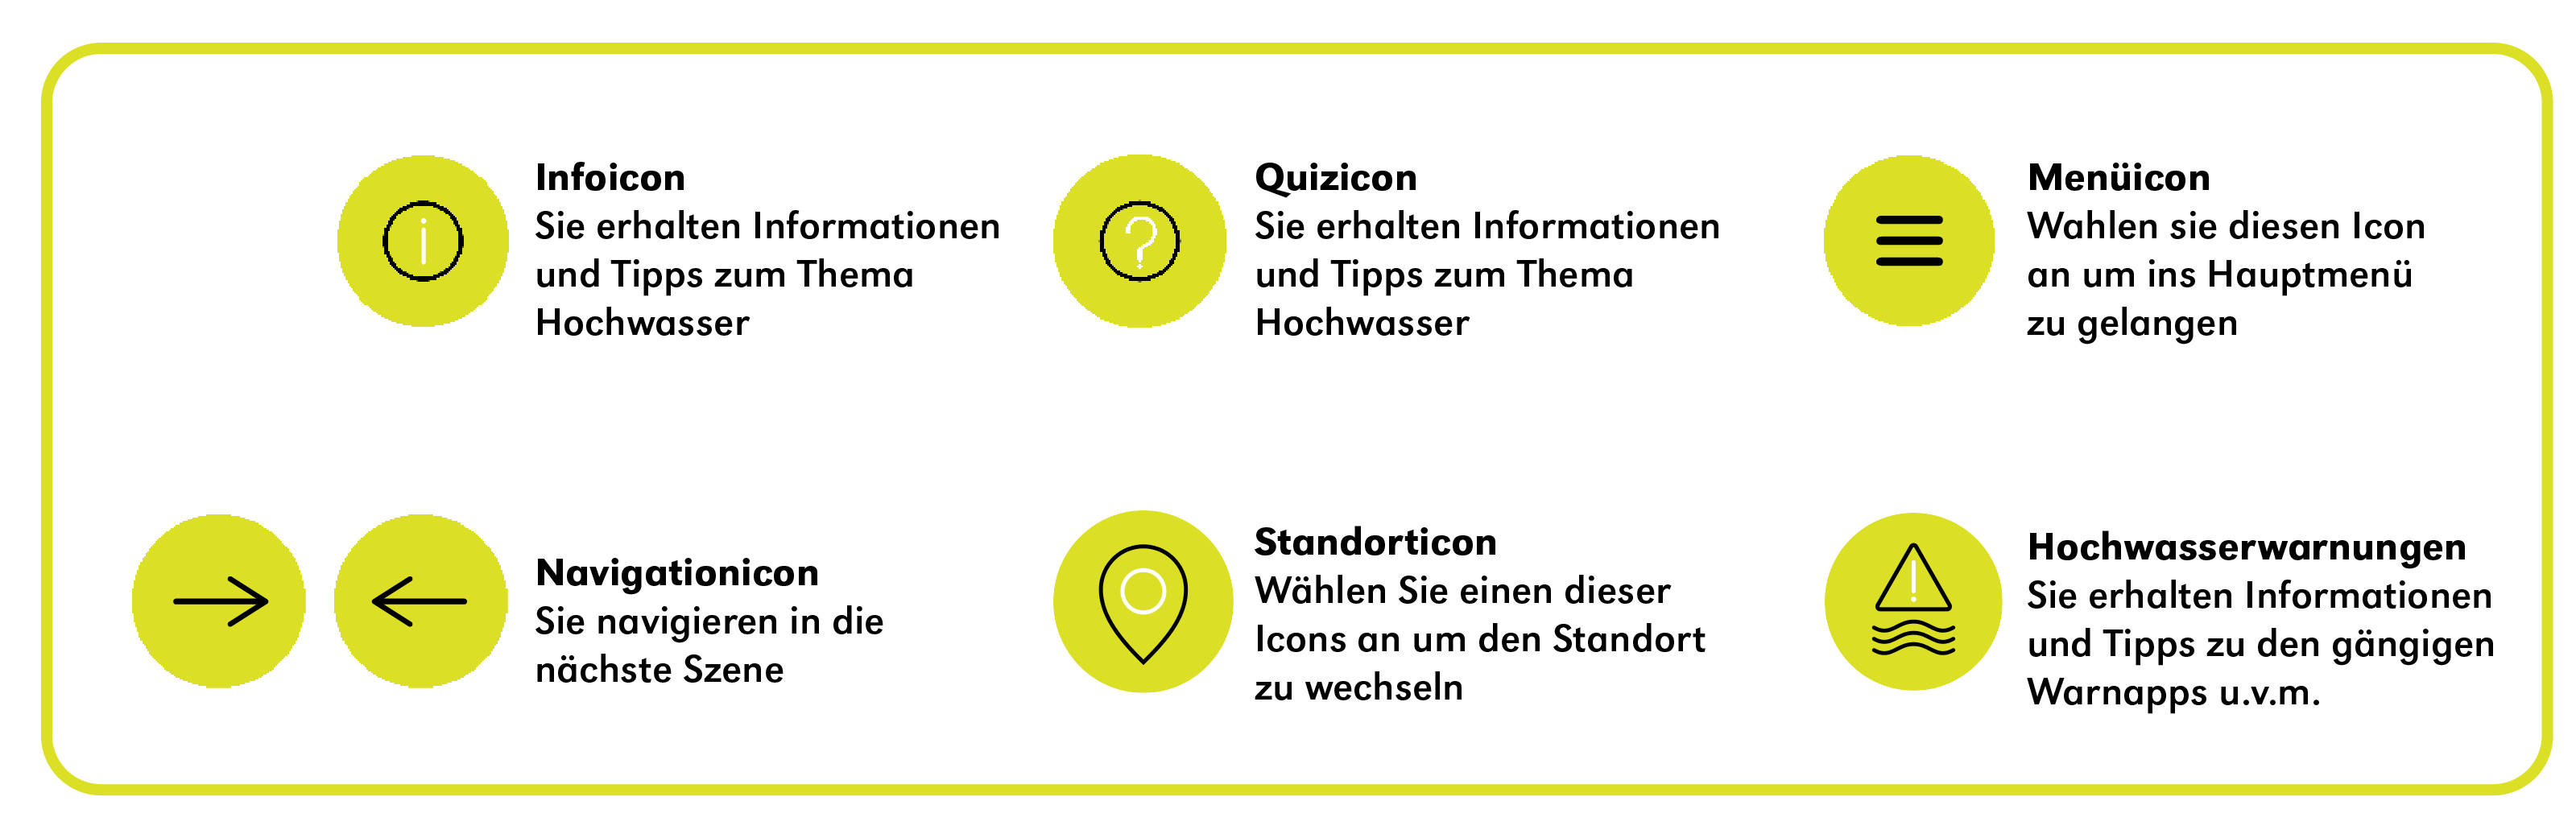 Infoicon
Sie erhalten Informationen
und Tipps zum Thema
Hochwasser
Quizicon
Sie erhalten Informationen
und Tipps zum Thema
Hochwasser
Menüicon
Wahlen sie diesen Icon
an um ins Hauptmenü
zu gelangen
Navigationicon
Sie navigieren in die
nächste Szene
Standorticon
Wählen Sie einen dieser
Icons an um den Standort
zu wechseln
Hochwasserwarnungen
Sie erhalten Informationen
und Tipps zu den gängigen
Warnapps u.v.m.